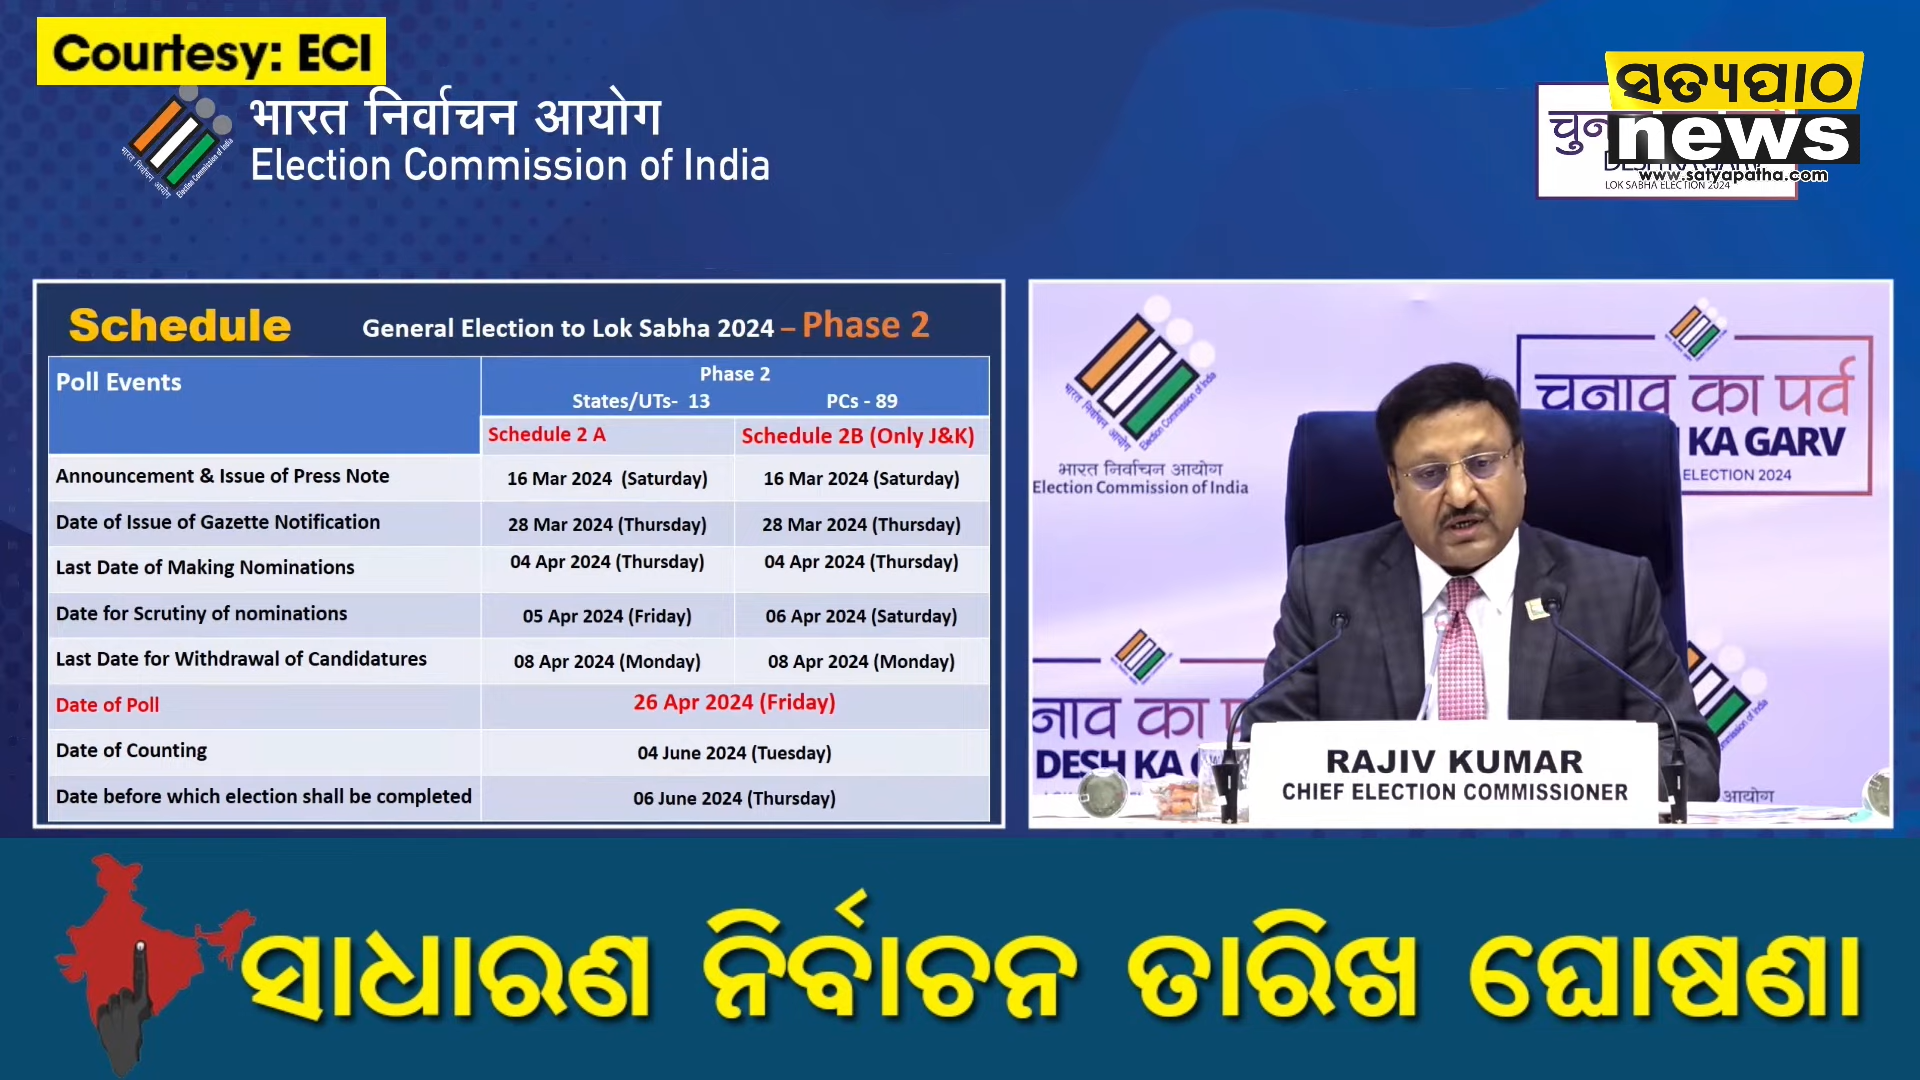 Courtesy: ECI
भारत निर्वाचन आयोग
Election Commission of India
ସତ୍ୟପାଠ
news
www.satyapatha.com
LOK SABHA ELECTION 2024
Schedule
General Election to Lok Sabha 2024 – Phase 2
Poll Events
Phase 2
States/UTs- 13 PCs - 89
Schedule 2 A Schedule 2B (Only J&K)
Announcement & Issue of Press Note 16 Mar 2024 (Saturday) 16 Mar 2024 (Saturday)
Date of Issue of Gazette Notification 28 Mar 2024 (Thursday) 28 Mar 2024 (Thursday)
Last Date of Making Nominations 04 Apr 2024 (Thursday) 04 Apr 2024 (Thursday)
Date for Scrutiny of nominations 05 Apr 2024 (Friday) 06 Apr 2024 (Saturday)
Last Date for Withdrawal of Candidatures 08 Apr 2024 (Monday) 08 Apr 2024 (Monday)
Date of Poll 26 Apr 2024 (Friday)
Date of Counting 04 June 2024 (Tuesday)
Date before which election shall be completed 06 June 2024 (Thursday)
भारत निर्वाचन आयोग
Election Commission of India
चुनाव का पर्व
KA GARV
ELECTION 2024
का
DESH KA
आयोग
RAJIV KUMAR
CHIEF ELECTION COMMISSIONER
ସାଧାରଣ ନିର୍ବାଚନ ତାରିଖ ଘୋଷଣା